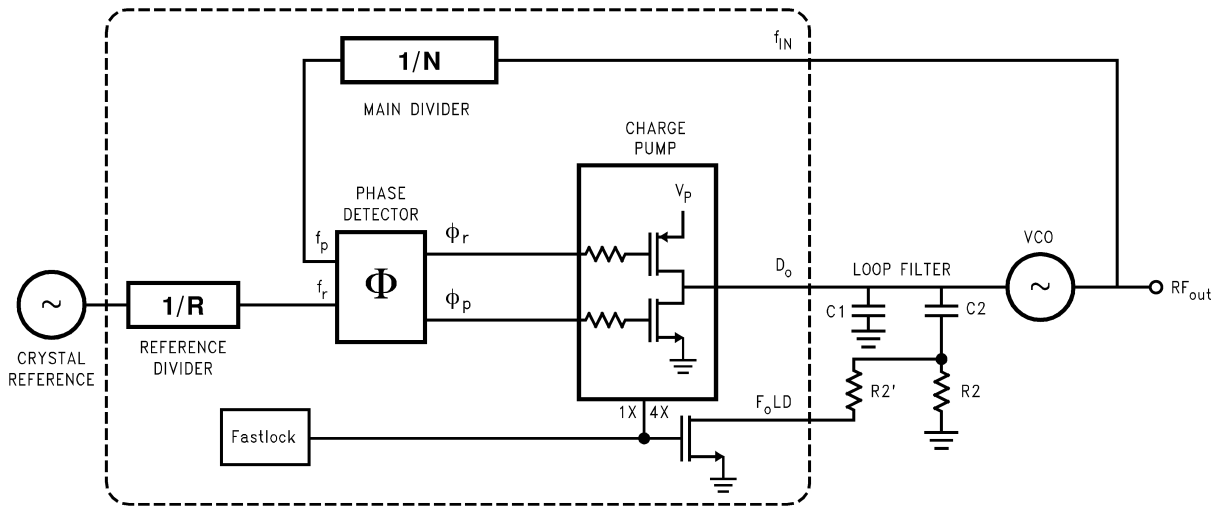 1/N
MAIN DIVIDER
f_IN
CHARGE
PUMP
V_P
PHASE
DETECTOR
f_p
f_r
Φ
ϕ_r
ϕ_p
D_o
LOOP FILTER
VCO
~
RF_out
C1
C2
~
CRYSTAL
REFERENCE
1/R
REFERENCE
DIVIDER
R2'
R2
1X 4X
F_oLD
Fastlock